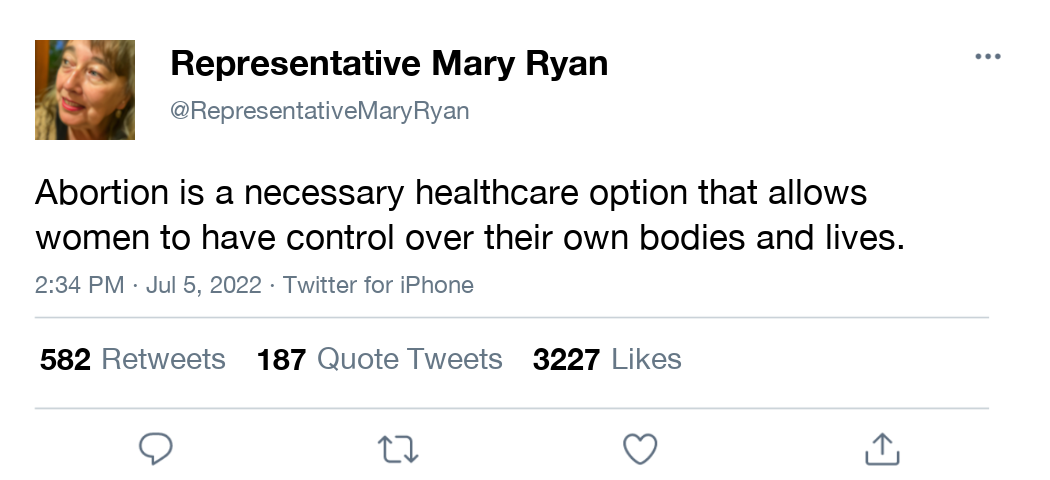 Representative Mary Ryan
@RepresentativeMaryRyan
Abortion is a necessary healthcare option that allows
women to have control over their own bodies and lives.
2:34 PM · Jul 5, 2022 · Twitter for iPhone
582 Retweets 187 Quote Tweets 3227 Likes